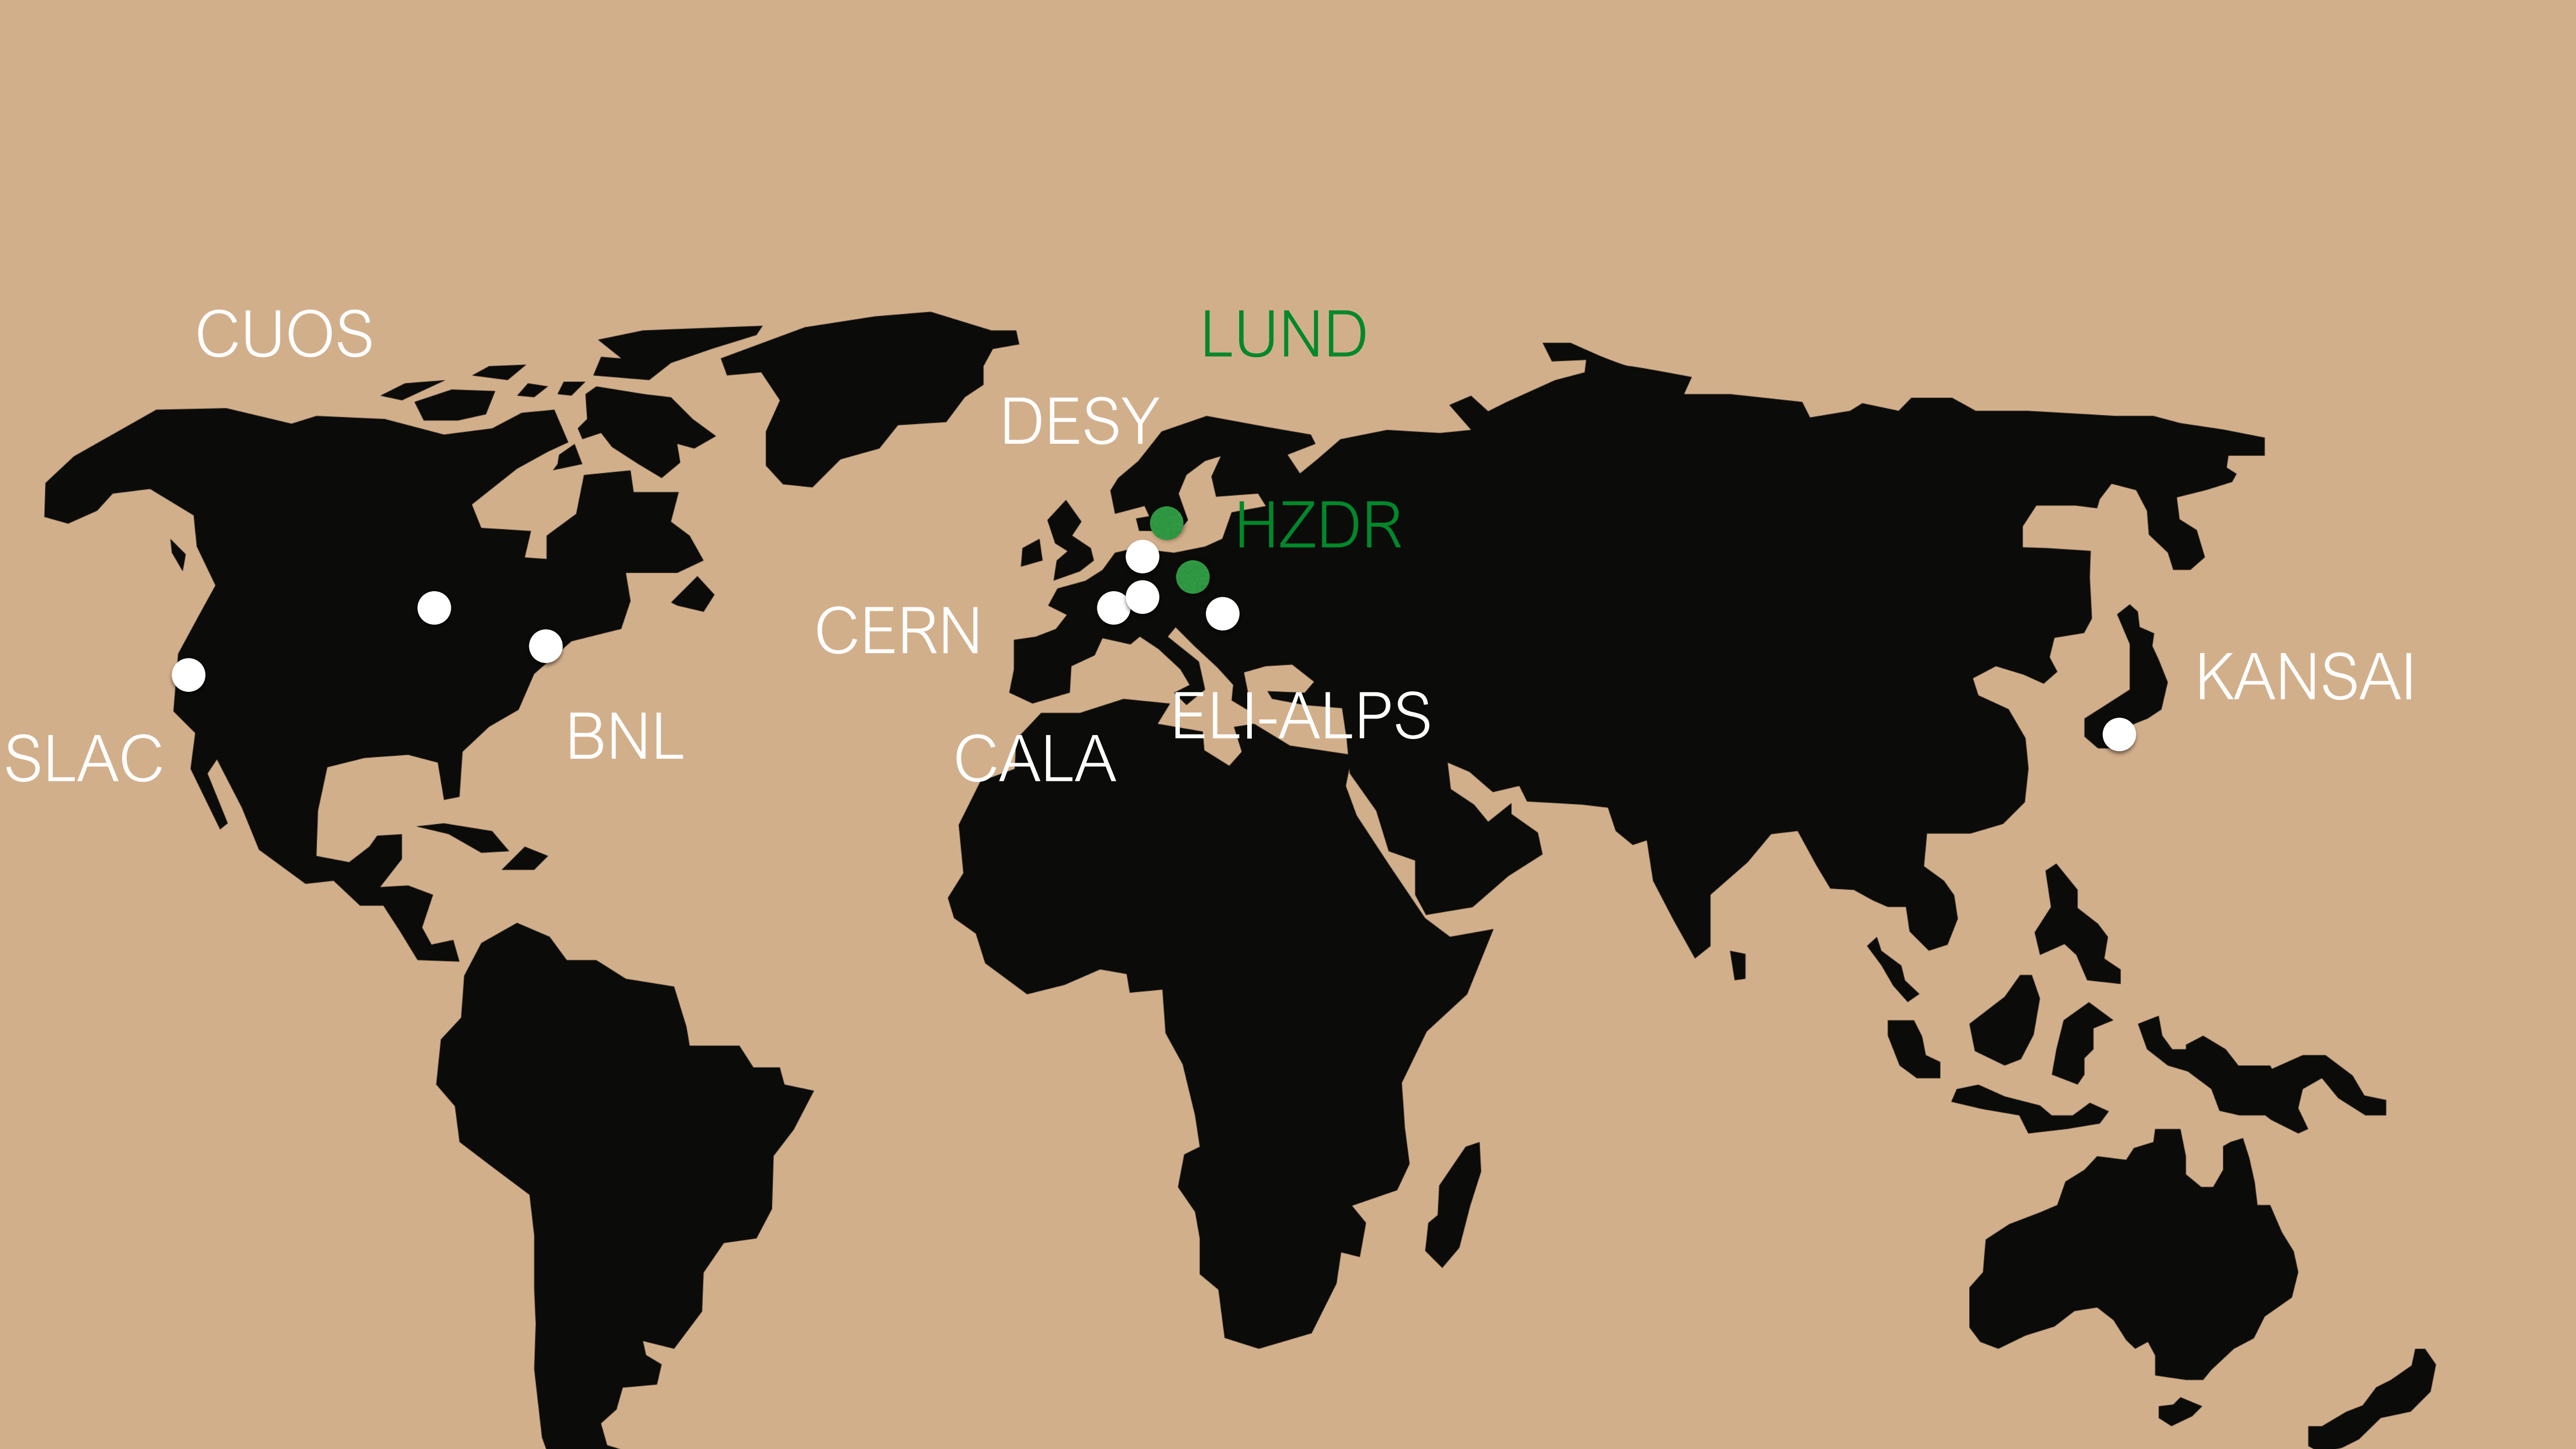 CUOS
LUND
DESY
HZDR
CERN
KANSAI
ELI-ALPS
BNL
SLAC
CALA